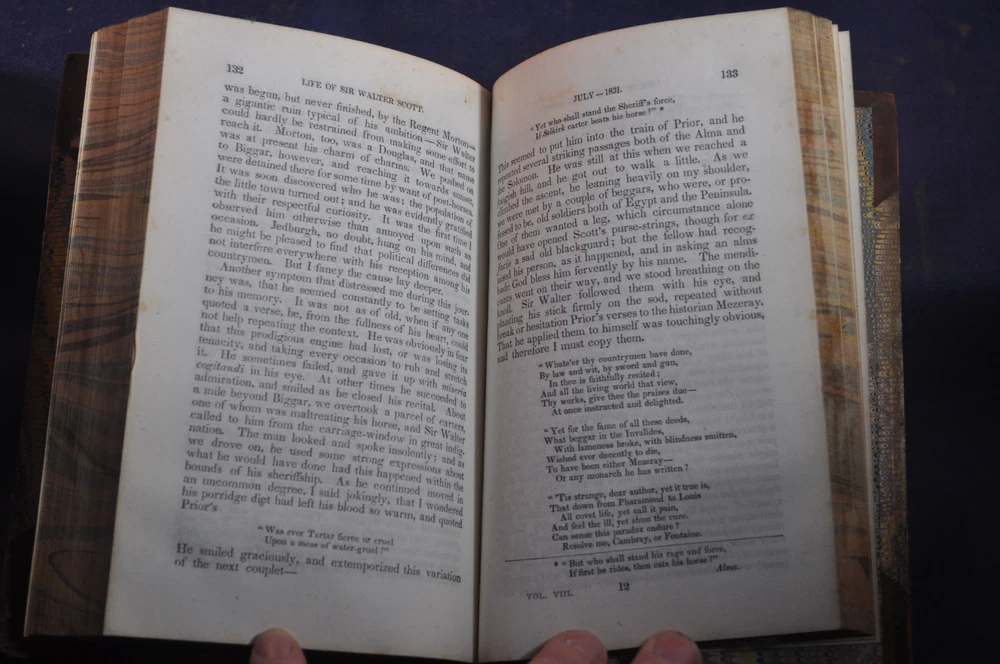 132
LIFE OF SIR WALTER SCOTT.
was begun, but never finished, by the Regent Morton—
a gigantic ruin typical of his ambition—Sir Walter
could hardly be restrained from making some effort to
reach it. Morton, too, was a Douglas, and that name
was at present his charm of charms. We pushed on
to Biggar, however, and reaching it towards sunset,
were detained there for some time by want of post-horses.
It was soon discovered who he was; the population of
the little town turned out; and he was evidently gratified
with their respectful curiosity. It was the first time I
observed him otherwise than annoyed upon such an
occasion. Jedburgh, no doubt, hung on his mind, and
he might be pleased to find that political differences did
not interfere everywhere with his reception among his
countrymen. But I fancy the cause lay deeper.
Another symptom that distressed me during this jour-
ney was, that he seemed constantly to be setting tasks
to his memory. It was not as of old, when if any one
quoted a verse, he, from the fullness of his heart, could
not help repeating the context. He was obviously in fear
that this prodigious engine had lost, or was losing its
tenacity, and taking every occasion to rub and stretch
it. He sometimes failed, and gave it up with miseria
cogitandi in his eye. At other times he succeeded to
admiration, and smiled as he closed his recital. About
a mile beyond Biggar, we overtook a parcel of carters,
one of whom was maltreating his horse, and Sir Walter
called to him from the carriage-window in great indig-
nation. The man looked and spoke insolently; and as
we drove on, he used some strong expressions about
what he would have done had this happened within the
bounds of his sheriffship. As he continued moved in
an uncommon degree, I said jokingly, that I wondered
his porridge diet had left his blood so warm, and quoted
Prior's
"Was ever Tartar fierce or cruel
Upon a mess of water-gruel?"
He smiled graciously, and extemporized this variation
of the next couplet—
JULY—1831.
133
"Yet who shall stand the Sheriff's force,
If Selkirk carter beats his horse?" *
This seemed to put him into the train of Prior, and he
repeated several striking passages both of the Alma and
the Solomon. He was still at this when we reached a
longish hill, and he got out to walk a little. As we
climbed the ascent, he leaning heavily on my shoulder,
we were met by a couple of beggars, who were, or pro-
fessed to be, old soldiers both of Egypt and the Peninsula.
One of them wanted a leg, which circumstance alone
would have opened Scott's purse-strings, though for ex
facie a sad old blackguard; but the fellow had recog-
nised his person, as it happened, and in asking an alms
bade God bless him fervently by his name. The mendi-
cants went on their way, and we stood breathing on the
knoll. Sir Walter followed them with his eye, and
planting his stick firmly on the sod, repeated without
break or hesitation Prior's verses to the historian Mezeray.
That he applied them to himself was touchingly obvious,
and therefore I must copy them.
"Whate'er thy countrymen have done,
By law and wit, by sword and gun,
In thee is faithfully recited;
And all the living world that view,
Thy works, give thee the praises due—
At once instructed and delighted.
"Yet for the fame of all these deeds,
What beggar in the Invalides,
With lameness broke, with blindness smitten,
Wished ever decently to die,
To have been either Mezeray—
Or any monarch he has written?
"'Tis strange, dear author, yet it true is,
That down from Pharamond to Louis
All covet life, yet call it pain,
And feel the ill, yet shun the cure.
Can sense this paradox endure?
Resolve me, Cambray, or Fontaine.
* "But who shall stand his rage and force,
If first he rides, then eats his horse?"
Alma.
VOL. VIII.
12